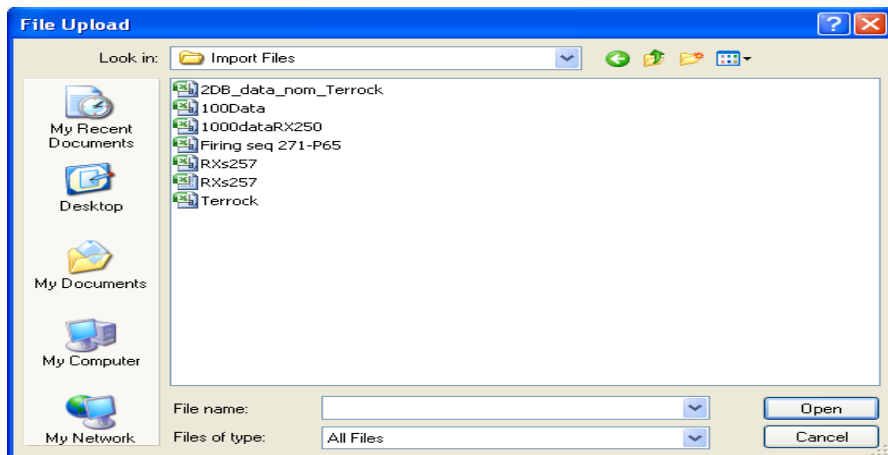 File Upload
Look in: Import Files
My Recent Documents
Desktop
My Documents
My Computer
My Network
2DB_data_nom_Terrock
100Data
1000dataRX250
Firing seq 271-P65
RXs257
RXs257
Terrock
File name: Open
Files of type: All Files Cancel